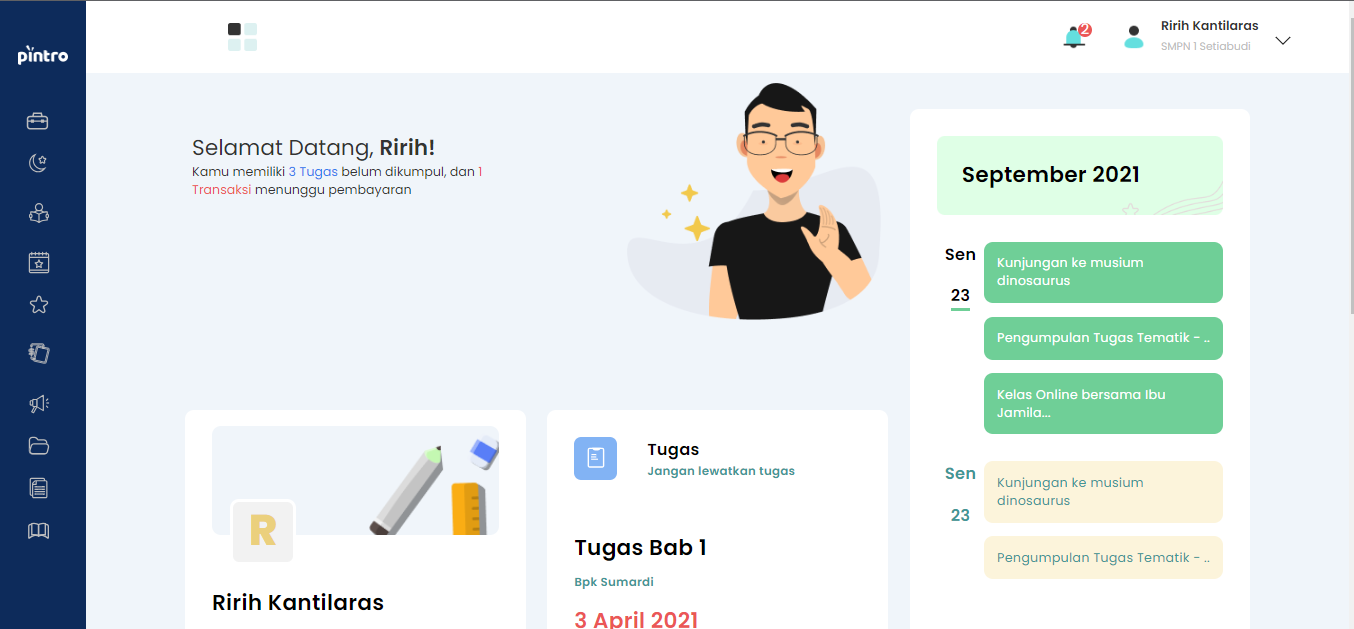 pintro
2
Ririh Kantilaras
SMPN 1 Setiabudi
Selamat Datang, Ririh!
Kamu memiliki 3 Tugas belum dikumpul, dan 1
Transaksi menunggu pembayaran
R
Ririh Kantilaras
Tugas
Jangan lewatkan tugas
Tugas Bab 1
Bpk Sumardi
3 April 2021
September 2021
Sen
23
Kunjungan ke musium
dinosaurus
Pengumpulan Tugas Tematik - ..
Kelas Online bersama Ibu
Jamila...
Sen
23
Kunjungan ke musium
dinosaurus
Pengumpulan Tugas Tematik - ..